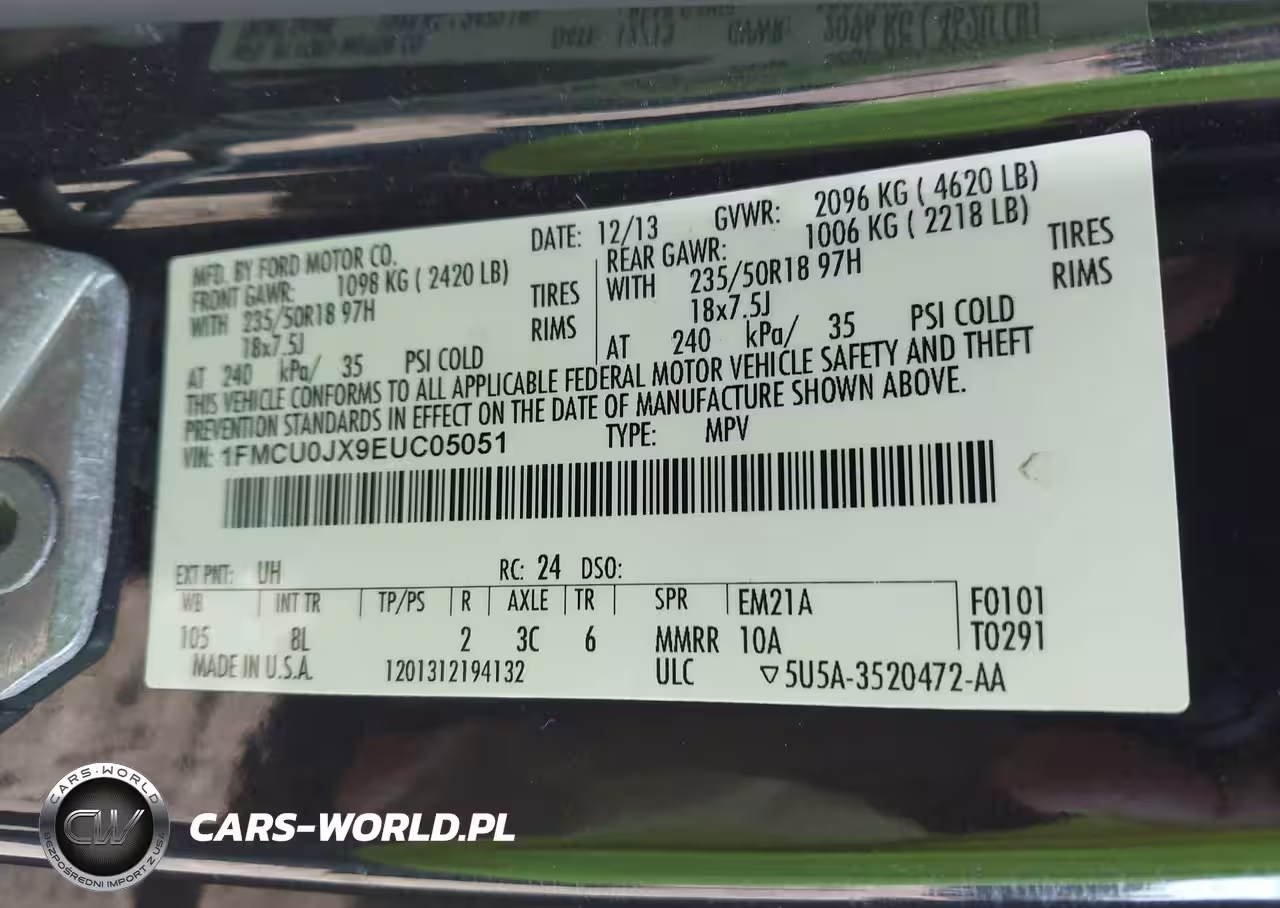 MFD. BY FORD MOTOR CO. DATE: 12/13 GVWR: 2096 KG ( 4620 LB)
FRONT GAWR: 1098 KG ( 2420 LB) REAR GAWR: 1006 KG ( 2218 LB)
WITH 235/50R18 97H TIRES WITH 235/50R18 97H TIRES
18x7.5J RIMS 18x7.5J RIMS
AT 240 kPa/ 35 PSI COLD AT 240 kPa/ 35 PSI COLD
THIS VEHICLE CONFORMS TO ALL APPLICABLE FEDERAL MOTOR VEHICLE SAFETY AND THEFT
PREVENTION STANDARDS IN EFFECT ON THE DATE OF MANUFACTURE SHOWN ABOVE.
VIN: 1FMCU0JX9EUC05051 TYPE: MPV
EXT PNT: UH RC: 24 DSO:
WB INT TR TP/PS R AXLE TR SPR EM21A F0101
105 8L 2 3C 6 MMRR 10A T0291
MADE IN U.S.A. 1201312194132 ULC ▽5U5A-3520472-AA
CARS-WORLD
CW
BEZPOŚREDNI IMPORT Z USA
CARS-WORLD.PL